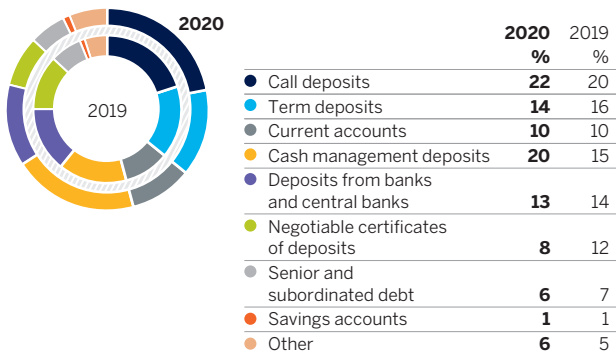 2020
2019
2020 2019
% %
Call deposits 22 20
Term deposits 14 16
Current accounts 10 10
Cash management deposits 20 15
Deposits from banks
and central banks 13 14
Negotiable certificates
of deposits 8 12
Senior and
subordinated debt 6 7
Savings accounts 1 1
Other 6 5